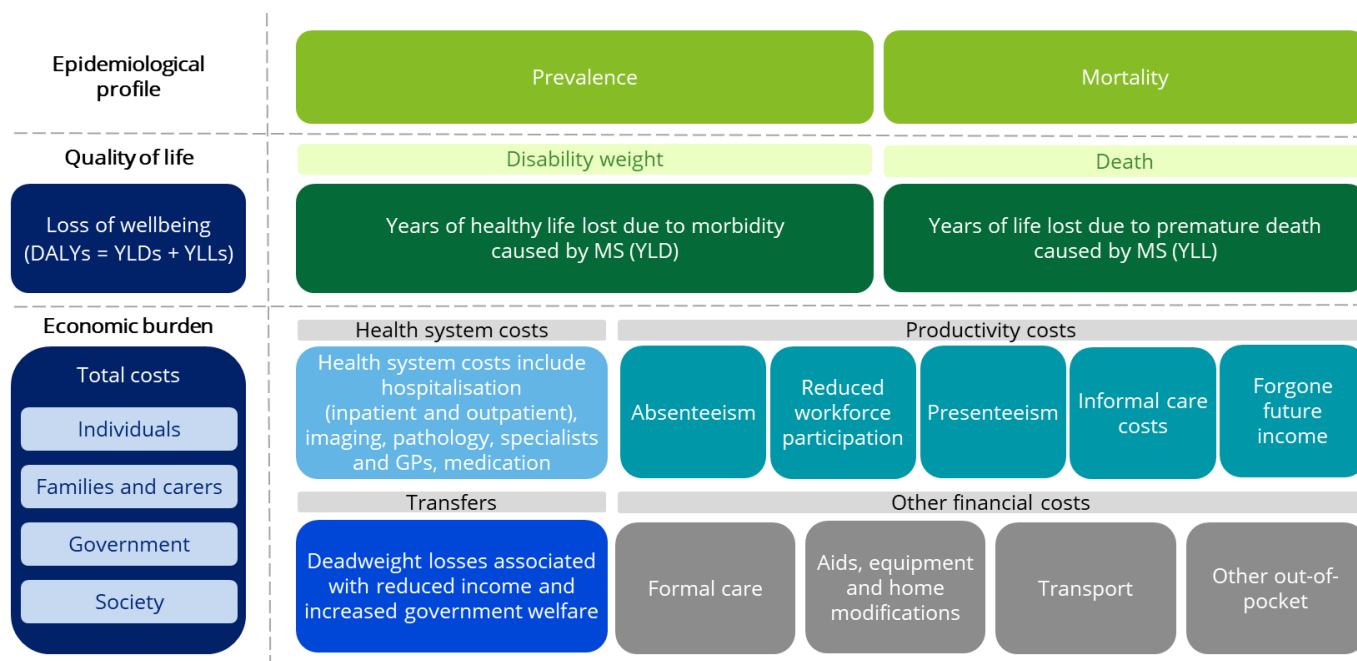 Epidemiological
profile
Prevalence
Mortality
Quality of life
Disability weight
Death
Loss of wellbeing
(DALYs = YLDs + YLLs)
Years of healthy life lost due to morbidity
caused by MS (YLD)
Years of life lost due to premature death
caused by MS (YLL)
Economic burden
Total costs
Individuals
Families and carers
Government
Society
Health system costs
Health system costs include
hospitalisation
(inpatient and outpatient),
imaging, pathology, specialists
and GPs, medication
Productivity costs
Absenteeism
Reduced
workforce
participation
Presenteeism
Informal care
costs
Forgone
future
income
Transfers
Deadweight losses associated
with reduced income and
increased government welfare
Other financial costs
Formal care
Aids, equipment
and home
modifications
Transport
Other out-of-
pocket